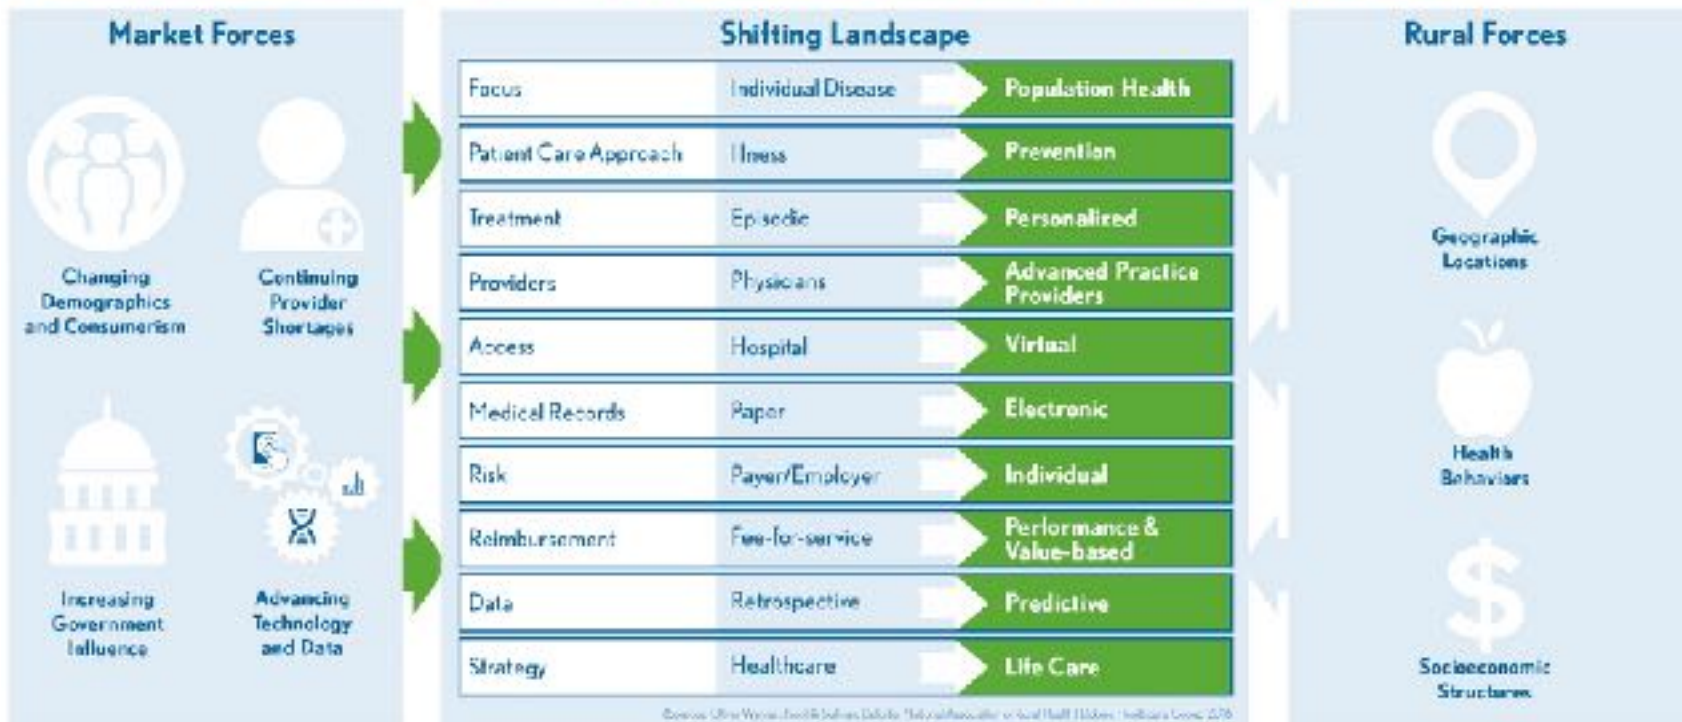 Market Forces
Changing
Demographics
and Consumerism
Continuing
Provider
Shortages
Increasing
Government
Influence
Advancing
Technology
and Data
Shifting Landscape
Focus Individual Disease Population Health
Patient Care Approach Illness Prevention
Treatment Episodic Personalized
Providers Physicians Advanced Practice
Providers
Access Hospital Virtual
Medical Records Paper Electronic
Risk Payer/Employer Individual
Reimbursement Fee-for-service Performance &
Value-based
Data Retrospective Predictive
Strategy Healthcare Life Care
Rural Forces
Geographic
Locations
Health
Behaviors
Socioeconomic
Structures